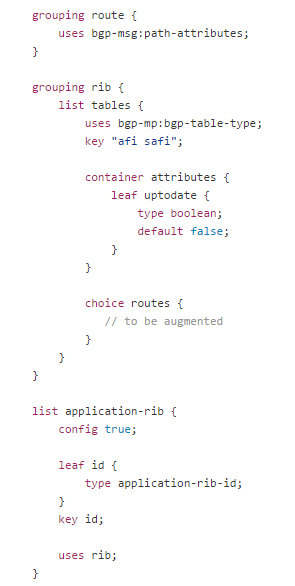 grouping route {
    uses bgp-msg:path-attributes;
}

grouping rib {
    list tables {
        uses bgp-mp:bgp-table-type;
        key "afi safi";

        container attributes {
            leaf uptodate {
                type boolean;
                default false;
            }
        }

        choice routes {
           // to be augmented
        }
    }
}

list application-rib {
    config true;

    leaf id {
        type application-rib-id;
    }
    key id;

    uses rib;
}